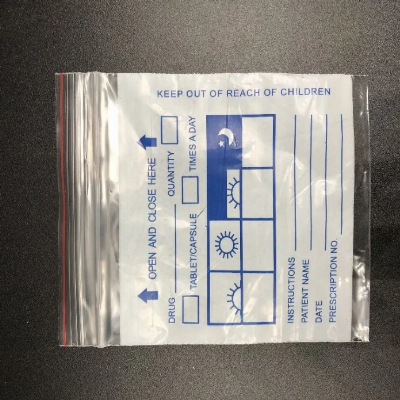 KEEP OUT OF REACH OF CHILDREN
OPEN AND CLOSE HERE
DRUG QUANTITY
TABLET/CAPSULE TIMES A DAY
INSTRUCTIONS
PATIENT NAME
DATE
PRESCRIPTION NO.